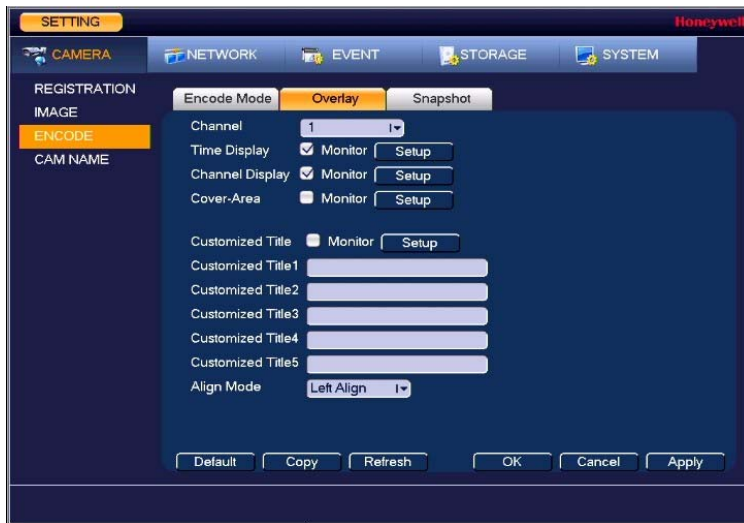 SETTING
Honeywell
CAMERA NETWORK EVENT STORAGE SYSTEM
REGISTRATION
IMAGE
ENCODE
CAM NAME
Encode Mode Overlay Snapshot
Channel 1
Time Display Monitor Setup
Channel Display Monitor Setup
Cover-Area Monitor Setup
Customized Title Monitor Setup
Customized Title1
Customized Title2
Customized Title3
Customized Title4
Customized Title5
Align Mode Left Align
Default Copy Refresh OK Cancel Apply